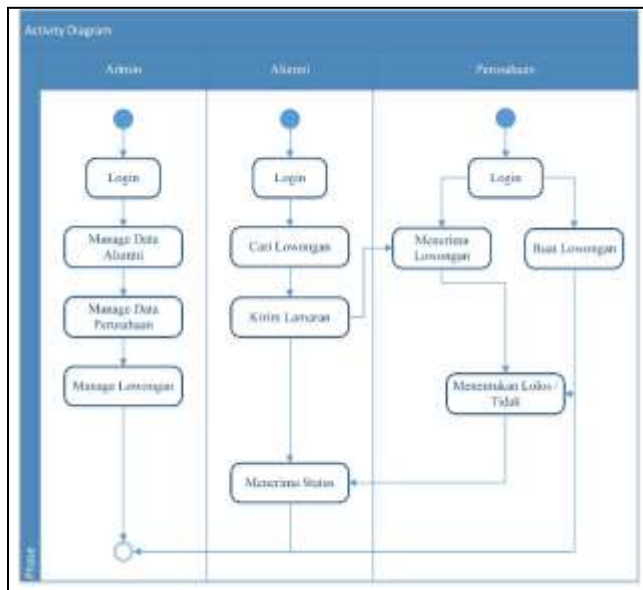 Activity Diagram
Admin
Alumni
Perusahaan
Login
Login
Login
Manage Data
Alumni
Cari Lowongan
Menerima
Lowongan
Buat Lowongan
Manage Data
Perusahaan
Kirim Lamaran
Manage Lowongan
Menentukan Lolos /
Tidak
Menerima Status
Phase